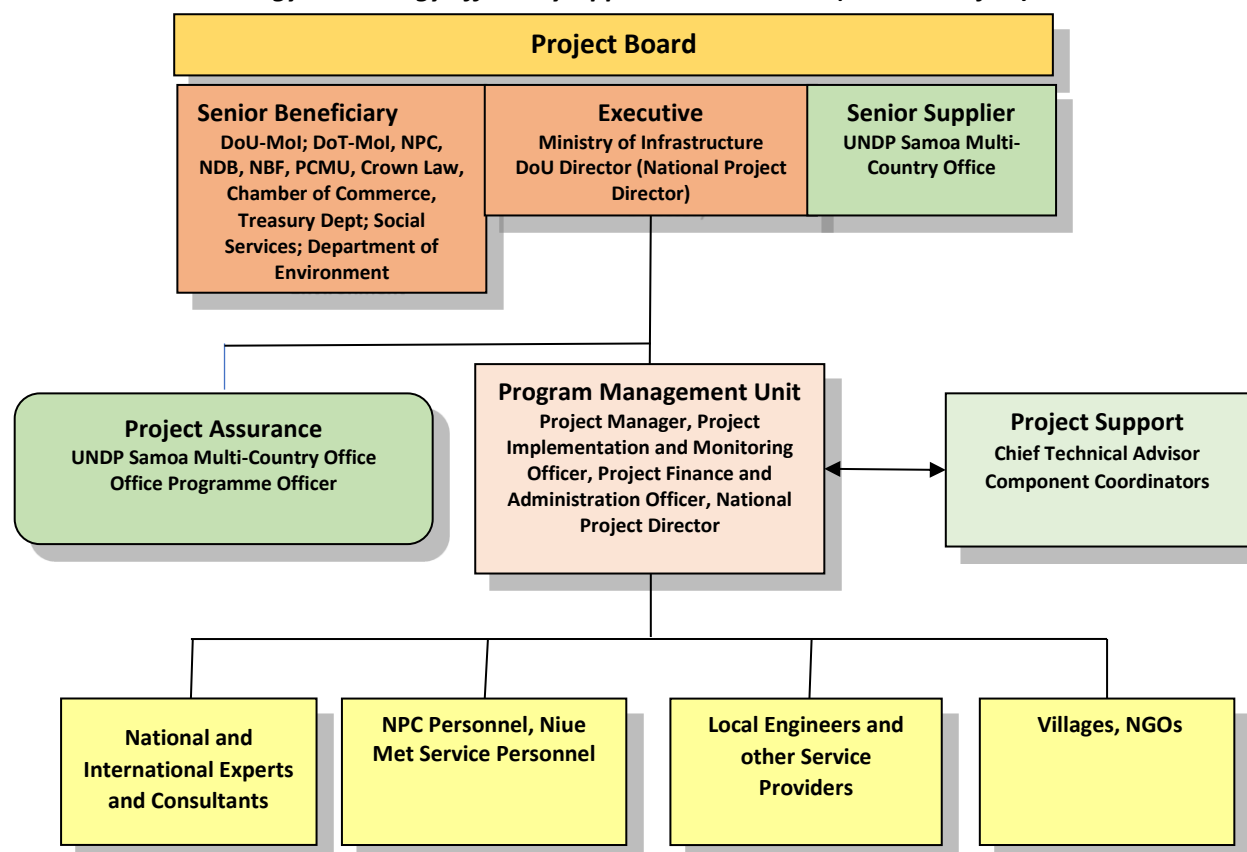 Project Board
Senior Beneficiary
DoU-MoI; DoT-MoI, NPC,
NDB, NBF, PCMU, Crown Law,
Chamber of Commerce,
Treasury Dept; Social
Services; Department of
Environment
Executive
Ministry of Infrastructure
DoU Director (National Project
Director)
Senior Supplier
UNDP Samoa Multi-
Country Office
Project Assurance
UNDP Samoa Multi-Country Office
Office Programme Officer
Program Management Unit
Project Manager, Project
Implementation and Monitoring
Officer, Project Finance and
Administration Officer, National
Project Director
Project Support
Chief Technical Advisor
Component Coordinators
National and
International Experts
and Consultants
NPC Personnel, Niue
Met Service Personnel
Local Engineers and
other Service
Providers
Villages, NGOs